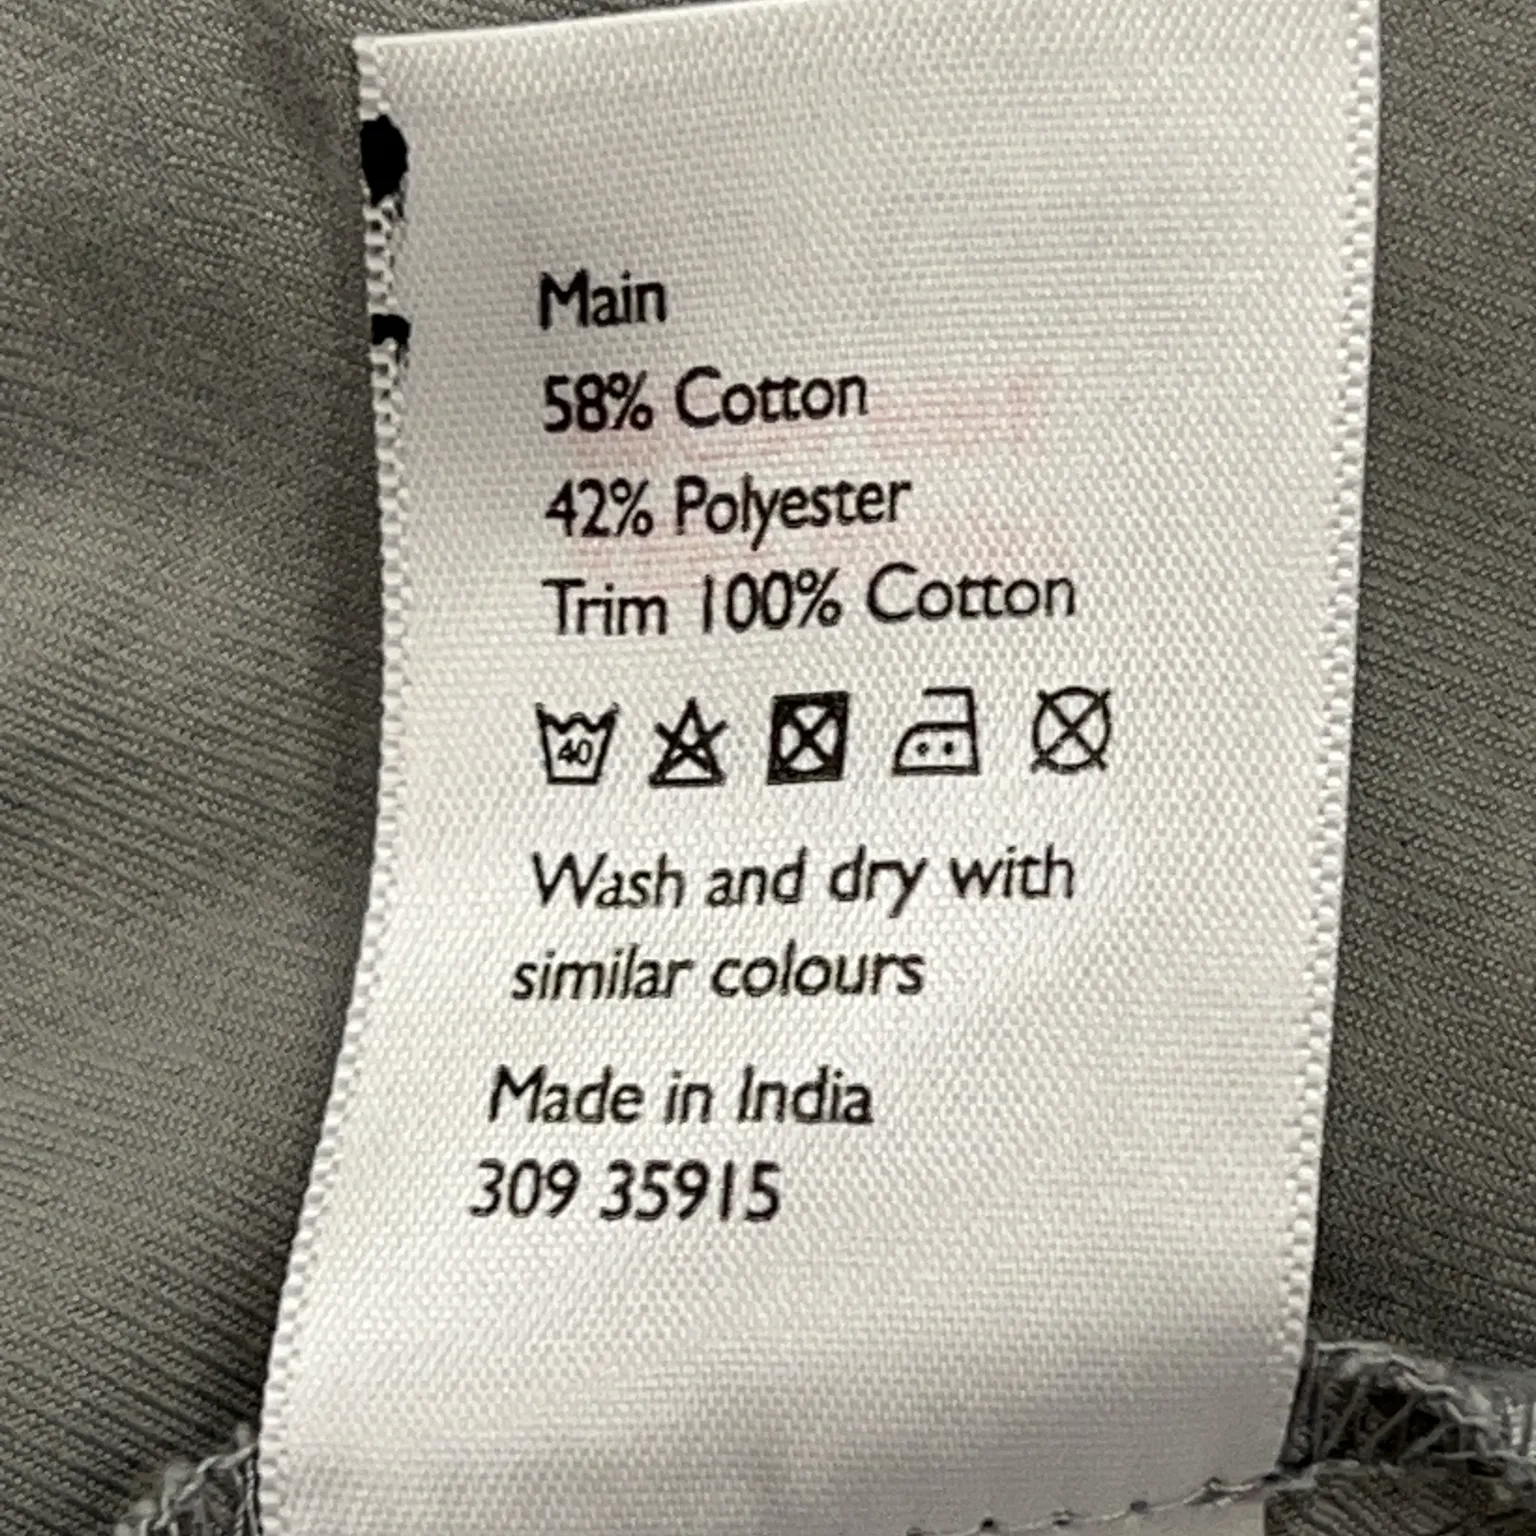 Main
58% Cotton
42% Polyester
Trim 100% Cotton
40
Wash and dry with
similar colours
Made in India
309 35915